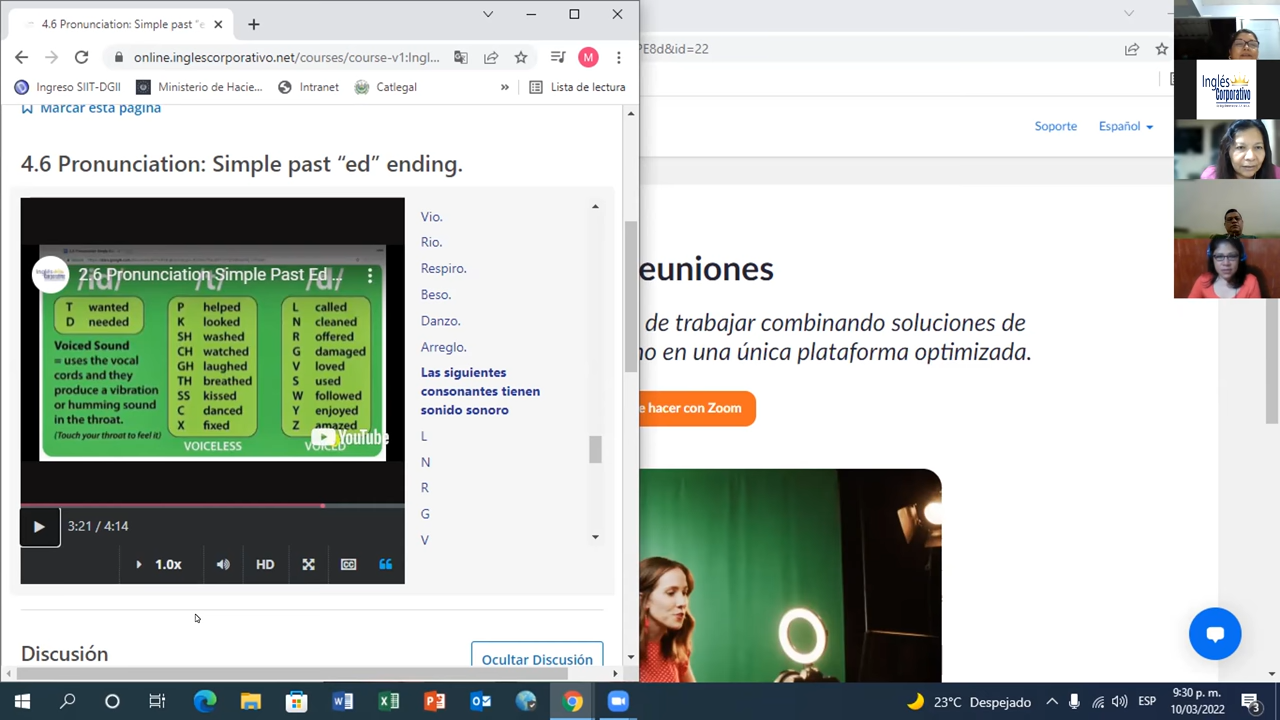 4.6 Pronunciation: Simple past "e
online.inglescorporativo.net/courses/course-v1:Ingl...
PE8d&id=22
M
Ingreso SIIT-DGII
Ministerio de Hacie...
Intranet
Catlegal
»
Lista de lectura
Marcar esta página
Soporte
Español
4.6 Pronunciation: Simple past “ed” ending.
2.6 Pronunciation Simple Past Ed ...
/id/ /t/ /d/
T wanted
D needed
Voiced Sound
= uses the vocal
cords and they
produce a vibration
or humming sound
in the throat.
(Touch your throat to feel it)
P helped
K looked
SH washed
CH watched
GH laughed
TH breathed
SS kissed
C danced
X fixed
VOICELESS
L called
N cleaned
R offered
G damaged
V loved
S used
W followed
Y enjoyed
Z amazed
VOICED
YouTube
3:21 / 4:14
1.0x
HD
Vio.
Rio.
Respiro.
Beso.
Danzo.
Arreglo.
Las siguientes
consonantes tienen
sonido sonoro
L
N
R
G
V
Discusión
Ocultar Discusión
euniones
de trabajar combinando soluciones de
no en una única plataforma optimizada.
e hacer con Zoom
Inglés
Corporativo
23°C Despejado
ESP
9:30 p. m.
10/03/2022
3